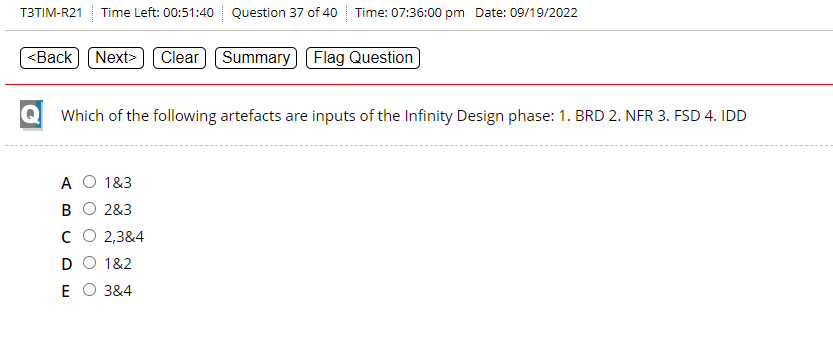 T3TIM-R21 Time Left: 00:51:40 Question 37 of 40 Time: 07:36:00 pm Date: 09/19/2022
<Back Next> Clear Summary Flag Question
Q Which of the following artefacts are inputs of the Infinity Design phase: 1. BRD 2. NFR 3. FSD 4. IDD
A 1&3
B 2&3
C 2,3&4
D 1&2
E 3&4